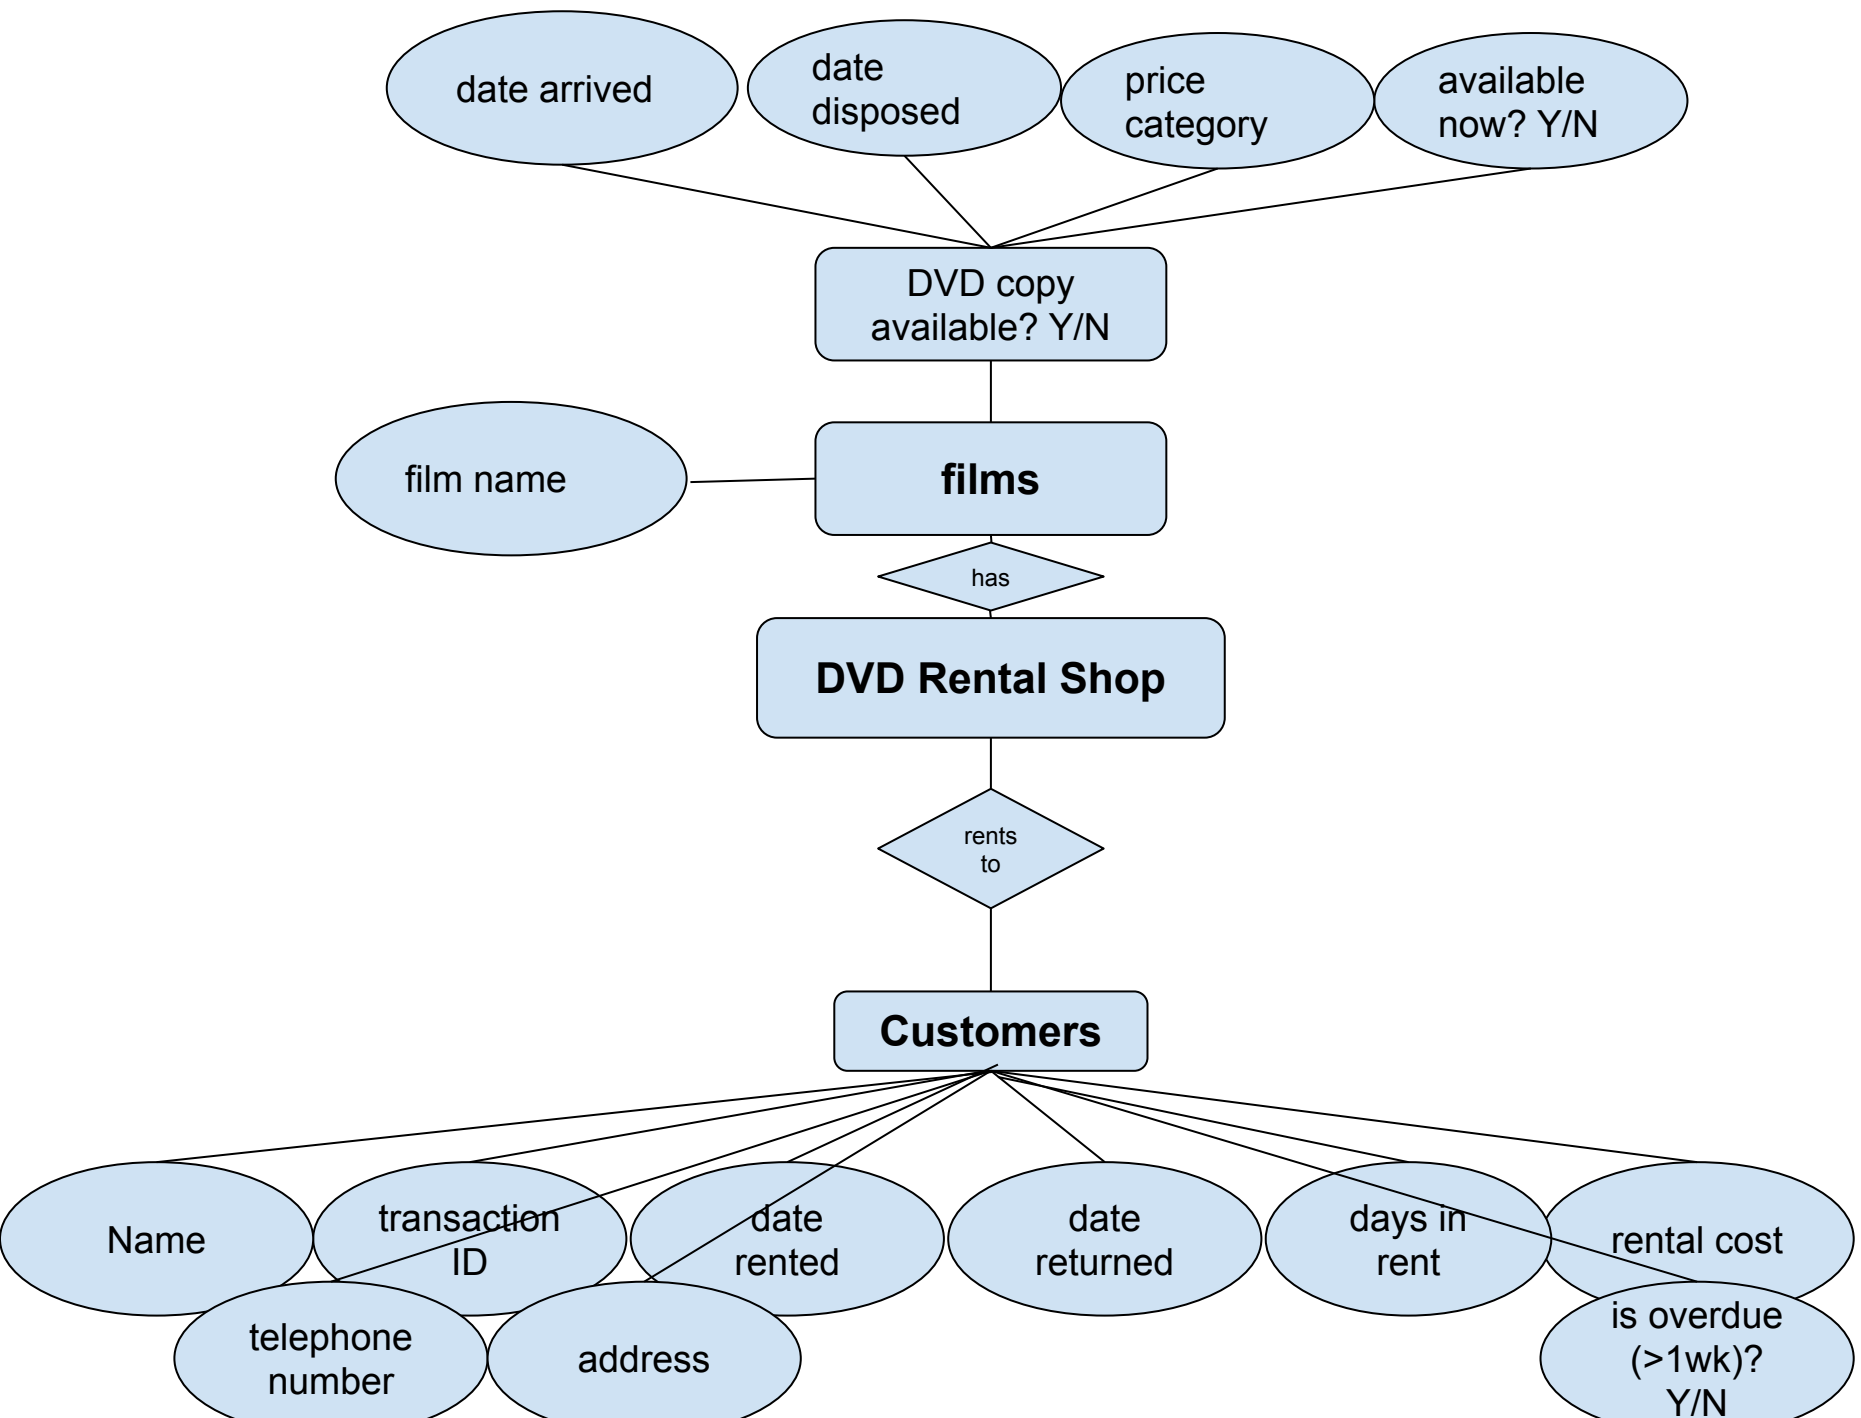 date arrived
date
disposed
price
category
available
now? Y/N
DVD copy
available? Y/N
film name
films
has
DVD Rental Shop
rents
to
Customers
Name
transaction
ID
date
rented
date
returned
days in
rent
rental cost
telephone
number
address
is overdue
(>1wk)?
Y/N